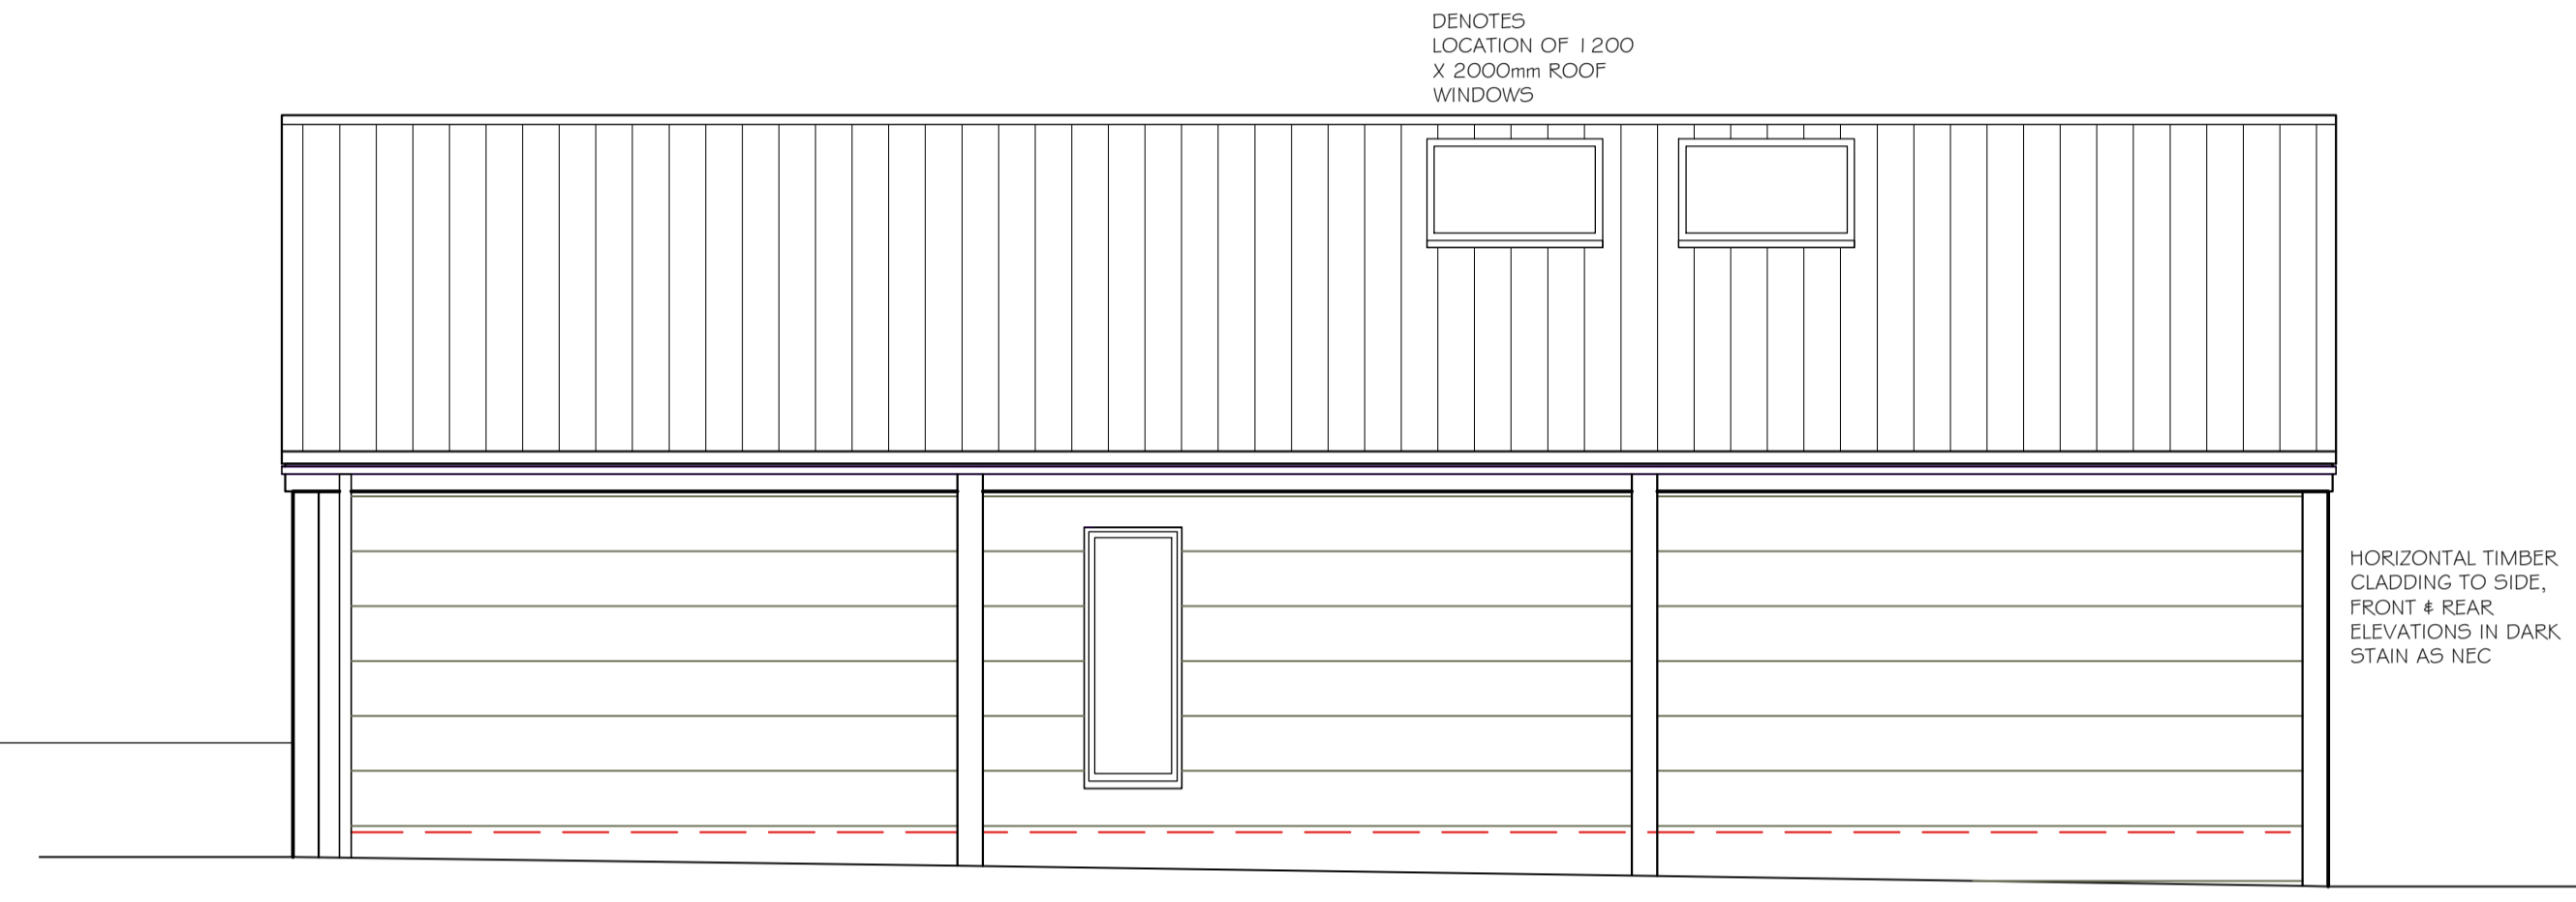 DENOTES
LOCATION OF 1200
X 2000mm ROOF
WINDOWS
HORIZONTAL TIMBER
CLADDING TO SIDE,
FRONT & REAR
ELEVATIONS IN DARK
STAIN AS NEC